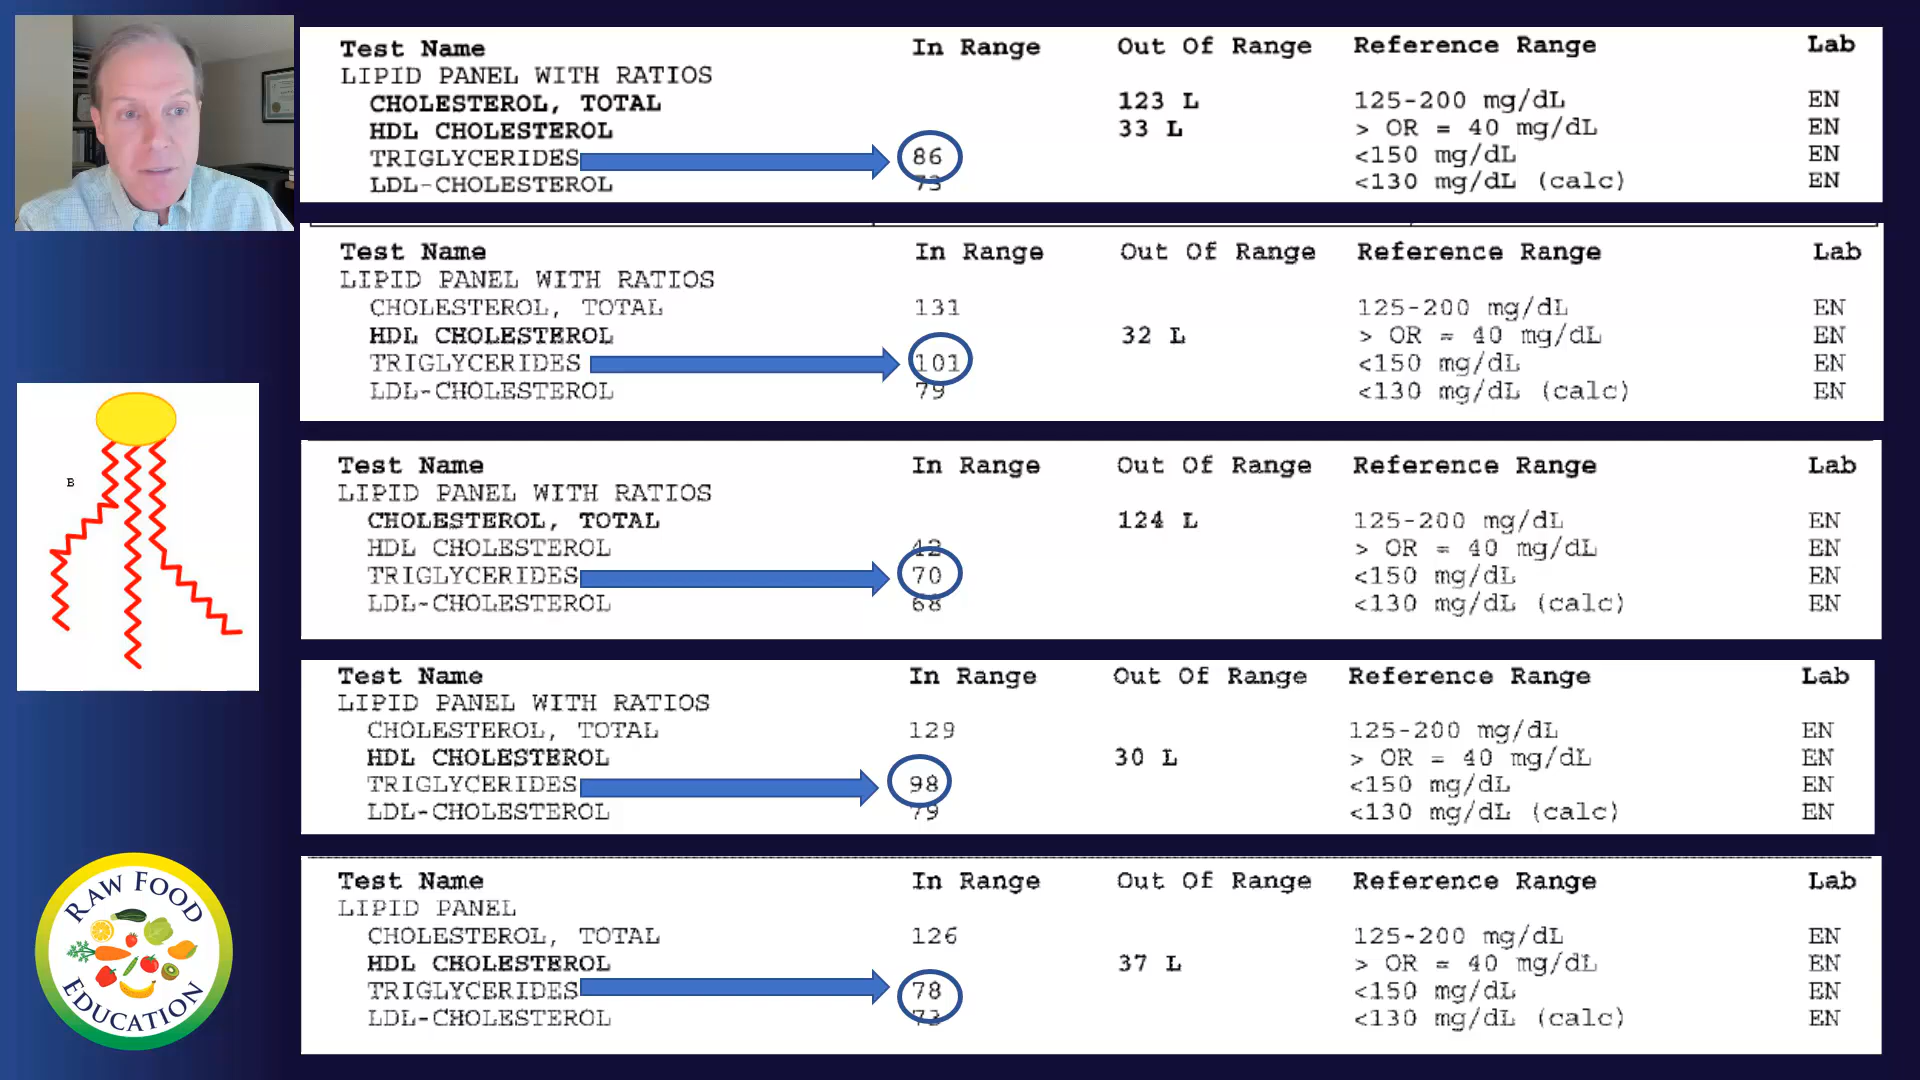 Test Name In Range Out Of Range Reference Range Lab
LIPID PANEL WITH RATIOS
CHOLESTEROL, TOTAL 123 L 125-200 mg/dL EN
HDL CHOLESTEROL 33 L > OR = 40 mg/dL EN
TRIGLYCERIDES 86 <150 mg/dL EN
LDL-CHOLESTEROL 73 <130 mg/dL (calc) EN
Test Name In Range Out Of Range Reference Range Lab
LIPID PANEL WITH RATIOS
CHOLESTEROL, TOTAL 131 125-200 mg/dL EN
HDL CHOLESTEROL 32 L > OR = 40 mg/dL EN
TRIGLYCERIDES 101 <150 mg/dL EN
LDL-CHOLESTEROL 79 <130 mg/dL (calc) EN
B
Test Name In Range Out Of Range Reference Range Lab
LIPID PANEL WITH RATIOS
CHOLESTEROL, TOTAL 124 L 125-200 mg/dL EN
HDL CHOLESTEROL 42 > OR = 40 mg/dL EN
TRIGLYCERIDES 70 <150 mg/dL EN
LDL-CHOLESTEROL 68 <130 mg/dL (calc) EN
Test Name In Range Out Of Range Reference Range Lab
LIPID PANEL WITH RATIOS
CHOLESTEROL, TOTAL 129 125-200 mg/dL EN
HDL CHOLESTEROL 30 L > OR = 40 mg/dL EN
TRIGLYCERIDES 98 <150 mg/dL EN
LDL-CHOLESTEROL 79 <130 mg/dL (calc) EN
Test Name In Range Out Of Range Reference Range Lab
LIPID PANEL
CHOLESTEROL, TOTAL 126 125-200 mg/dL EN
HDL CHOLESTEROL 37 L > OR = 40 mg/dL EN
TRIGLYCERIDES 78 <150 mg/dL EN
LDL-CHOLESTEROL 73 <130 mg/dL (calc) EN
RAW FOOD
EDUCATION